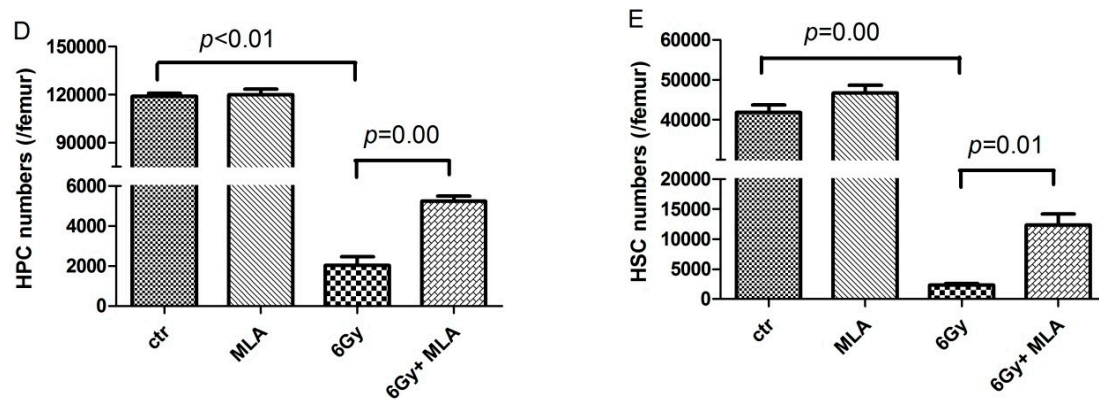 D
HPC numbers (/femur)
150000
120000
90000
6000
4000
2000
0
p<0.01
p=0.00
ctr
MLA
6Gy
6Gy+ MLA
E
HSC numbers (/femur)
60000
50000
40000
20000
15000
10000
5000
0
p=0.00
p=0.01
ctr
MLA
6Gy
6Gy+ MLA